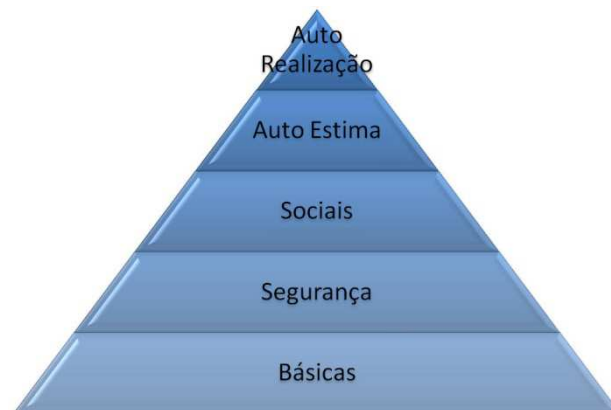 Auto
Realização
Auto Estima
Sociais
Segurança
Básicas